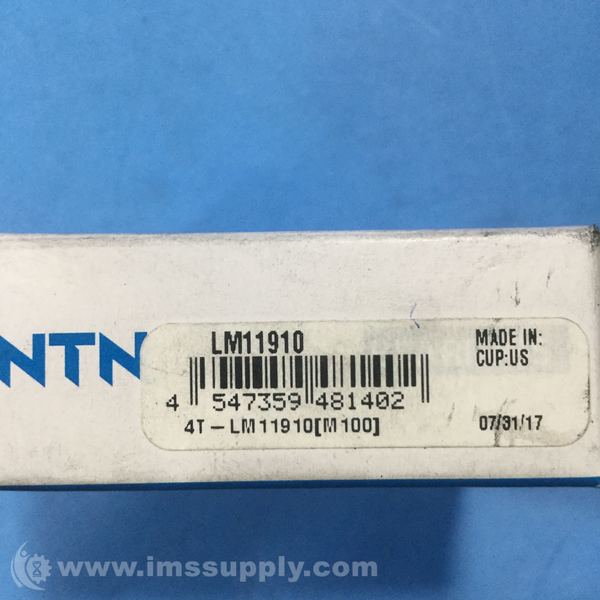 NTN
LM11910
MADE IN:
CUP:US
4 547359 481402
4T-LM11910[M100]
07/31/17
www.imssupply.com